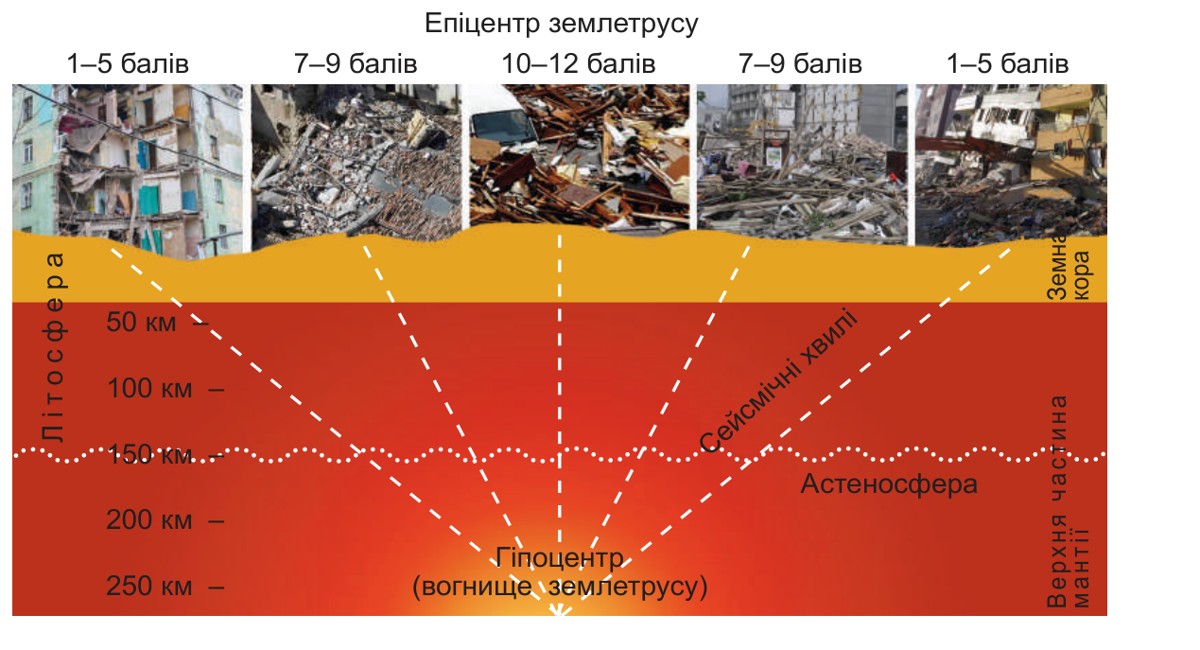 Епіцентр землетрусу
1–5 балів 7–9 балів 10–12 балів 7–9 балів 1–5 балів
Літосфера
Земна
кора
50 км –
100 км –
150 км –
200 км –
250 км –
Сейсмічні хвилі
Астеносфера
Верхня частина
мантії
Гіпоцентр
(вогнище землетрусу)